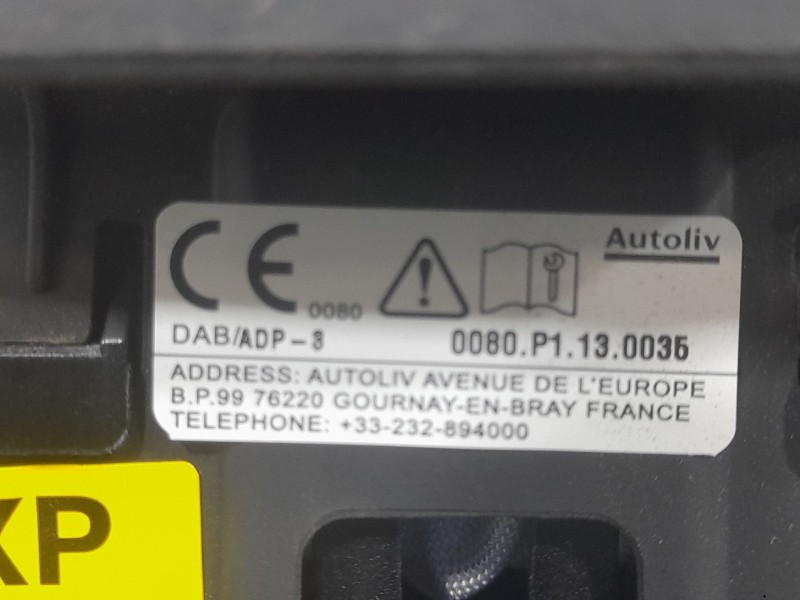 CE 0080
Autoliv
DAB/ADP-3 0080.P1.13.0035
ADDRESS: AUTOLIV AVENUE DE L'EUROPE
B.P.99 76220 GOURNAY-EN-BRAY FRANCE
TELEPHONE: +33-232-894000
XP